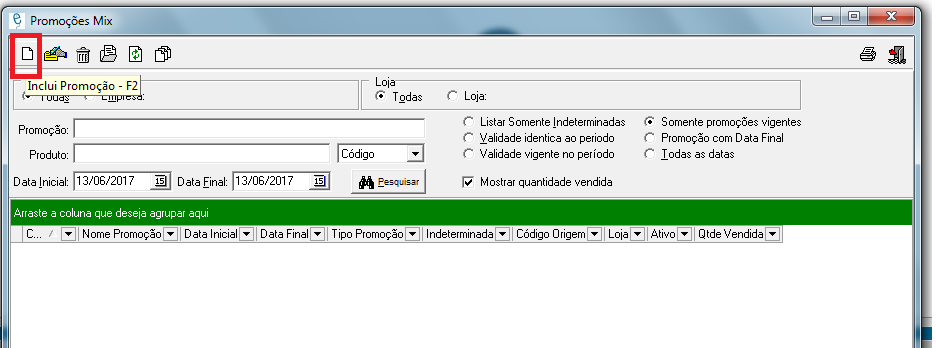 Promoções Mix
Inclui Promoção - F2
Todas Empresa:
Loja
Todas Loja:
Promoção:
Listar Somente Indeterminadas Somente promoções vigentes
Validade identica ao periodo Promoção com Data Final
Produto: Código Validade vigente no período Todas as datas
Data Inicial: 13/06/2017 15 Data Final: 13/06/2017 15 Pesquisar Mostrar quantidade vendida
Arraste a coluna que deseja agrupar aqui
C... Nome Promoção Data Inicial Data Final Tipo Promoção Indeterminada Código Origem Loja Ativo Qtde Vendida